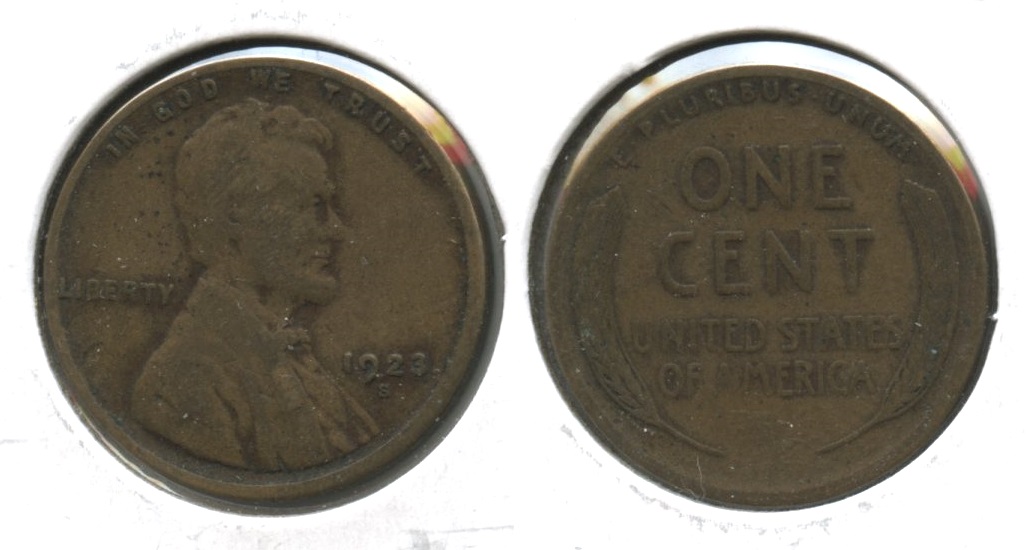 IN GOD WE TRUST
LIBERTY
1923
S
E PLURIBUS UNUM
ONE
CENT
UNITED STATES
OF AMERICA